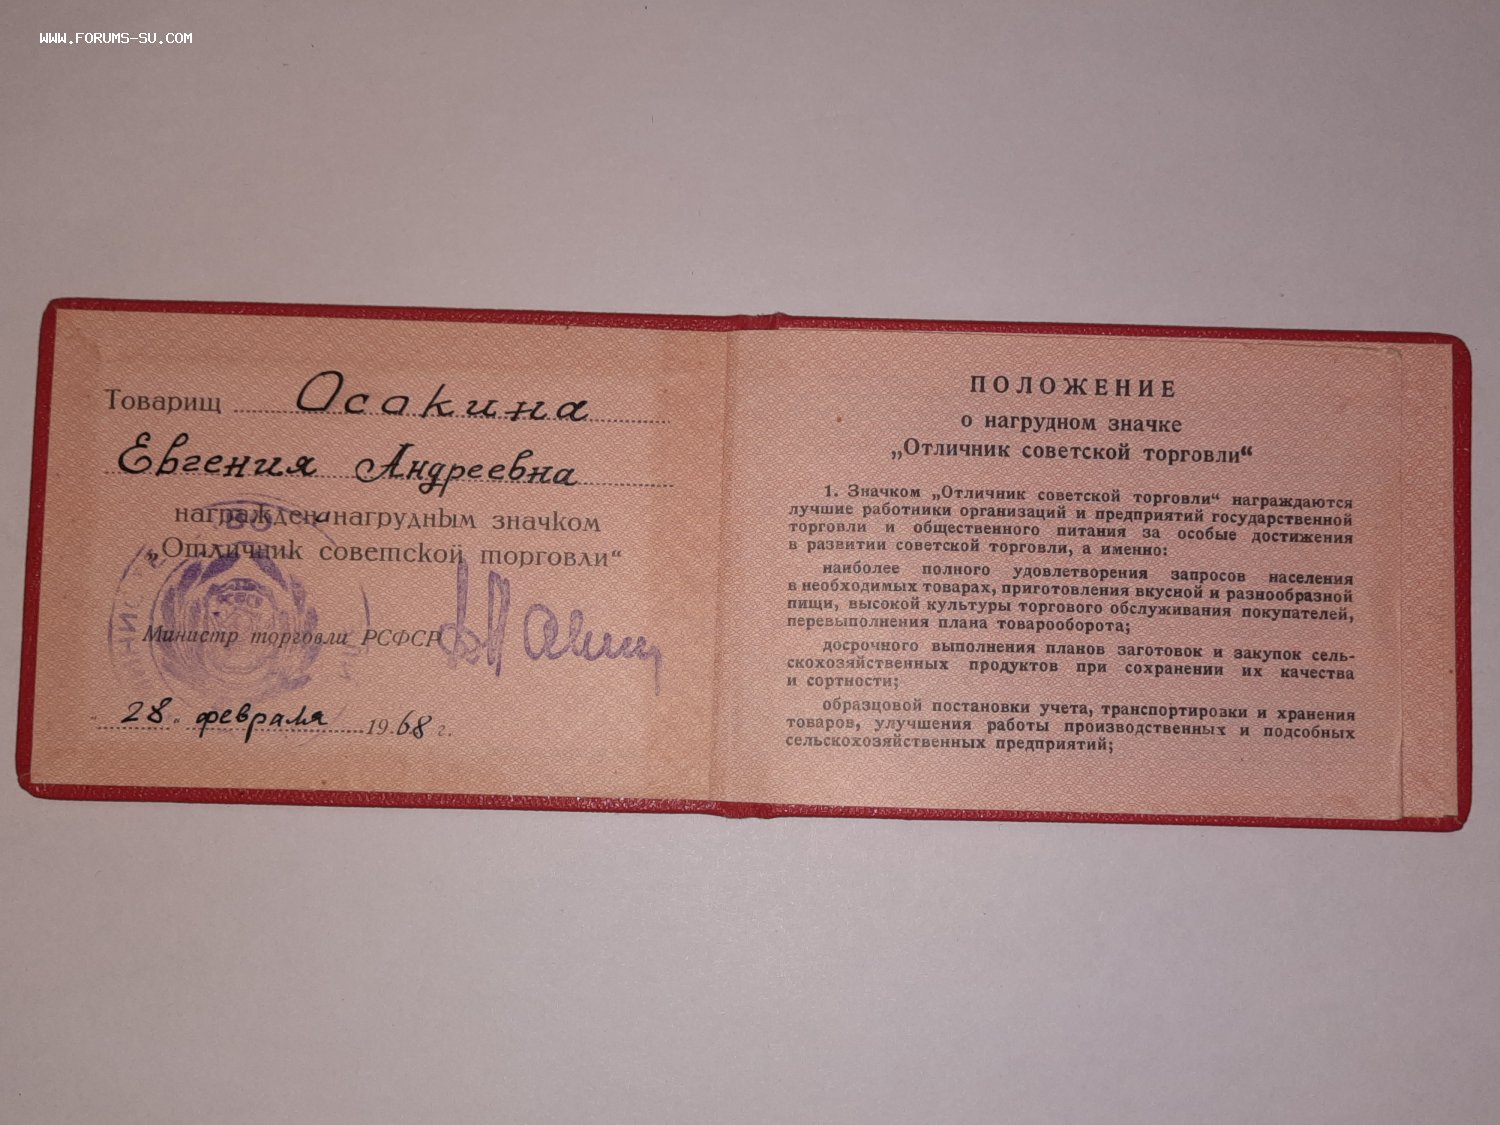 WWW.FORUMS-SU.COM
Товарищ Осакина
Евгения Андреевна
награждена нагрудным значком
„Отличник советской торговли“
Министр торговли РСФСР
„28“ февраля 1968 г.
ПОЛОЖЕНИЕ
о нагрудном значке
„Отличник советской торговли“
1. Значком „Отличник советской торговли“ награждаются
лучшие работники организаций и предприятий государственной
торговли и общественного питания за особые достижения
в развитии советской торговли, а именно:
наиболее полного удовлетворения запросов населения
в необходимых товарах, приготовления вкусной и разнообразной
пищи, высокой культуры торгового обслуживания покупателей,
перевыполнения плана товарооборота;
досрочного выполнения планов заготовок и закупок сель-
скохозяйственных продуктов при сохранении их качества
и сортности;
образцовой постановки учета, транспортировки и хранения
товаров, улучшения работы производственных и подсобных
сельскохозяйственных предприятий;